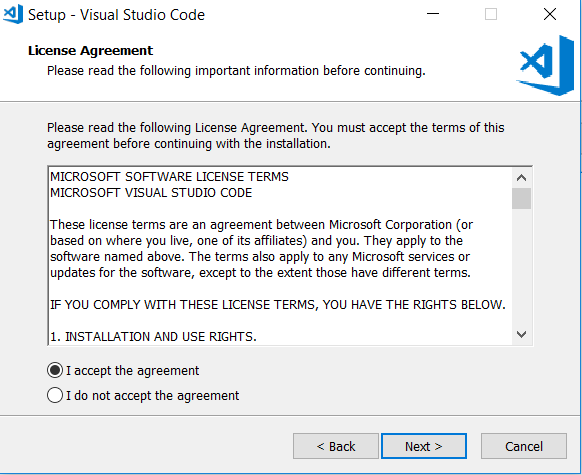 Setup - Visual Studio Code
License Agreement
Please read the following important information before continuing.
Please read the following License Agreement. You must accept the terms of this
agreement before continuing with the installation.
MICROSOFT SOFTWARE LICENSE TERMS
MICROSOFT VISUAL STUDIO CODE
These license terms are an agreement between Microsoft Corporation (or
based on where you live, one of its affiliates) and you. They apply to the
software named above. The terms also apply to any Microsoft services or
updates for the software, except to the extent those have different terms.
IF YOU COMPLY WITH THESE LICENSE TERMS, YOU HAVE THE RIGHTS BELOW.
1. INSTALLATION AND USE RIGHTS.
I accept the agreement
I do not accept the agreement
< Back Next > Cancel